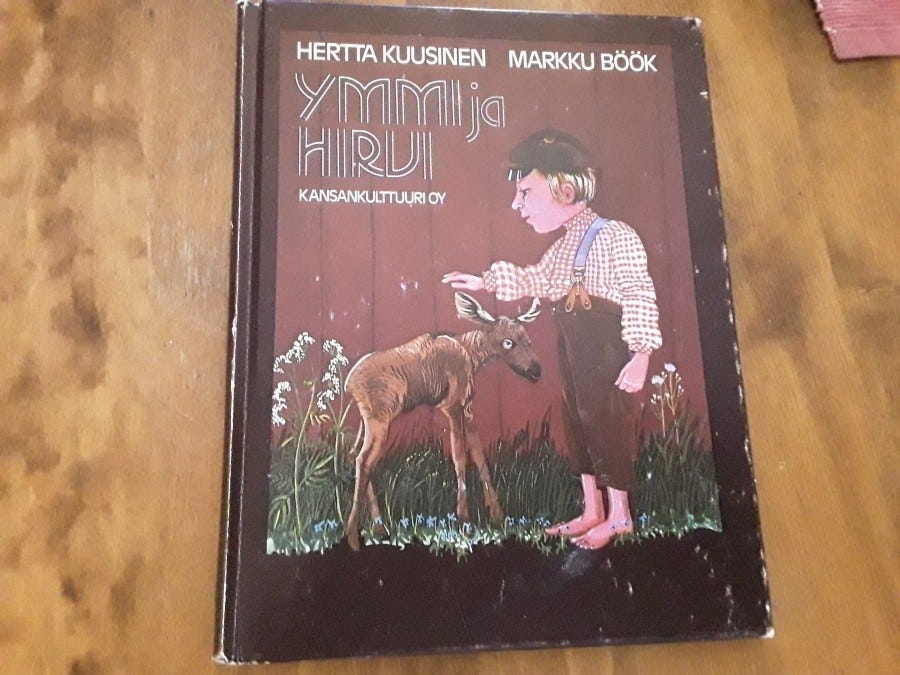 HERTTA KUUSINEN MARKKU BÖÖK
YMMI ja
HIRVI
KANSANKULTTUURI OY